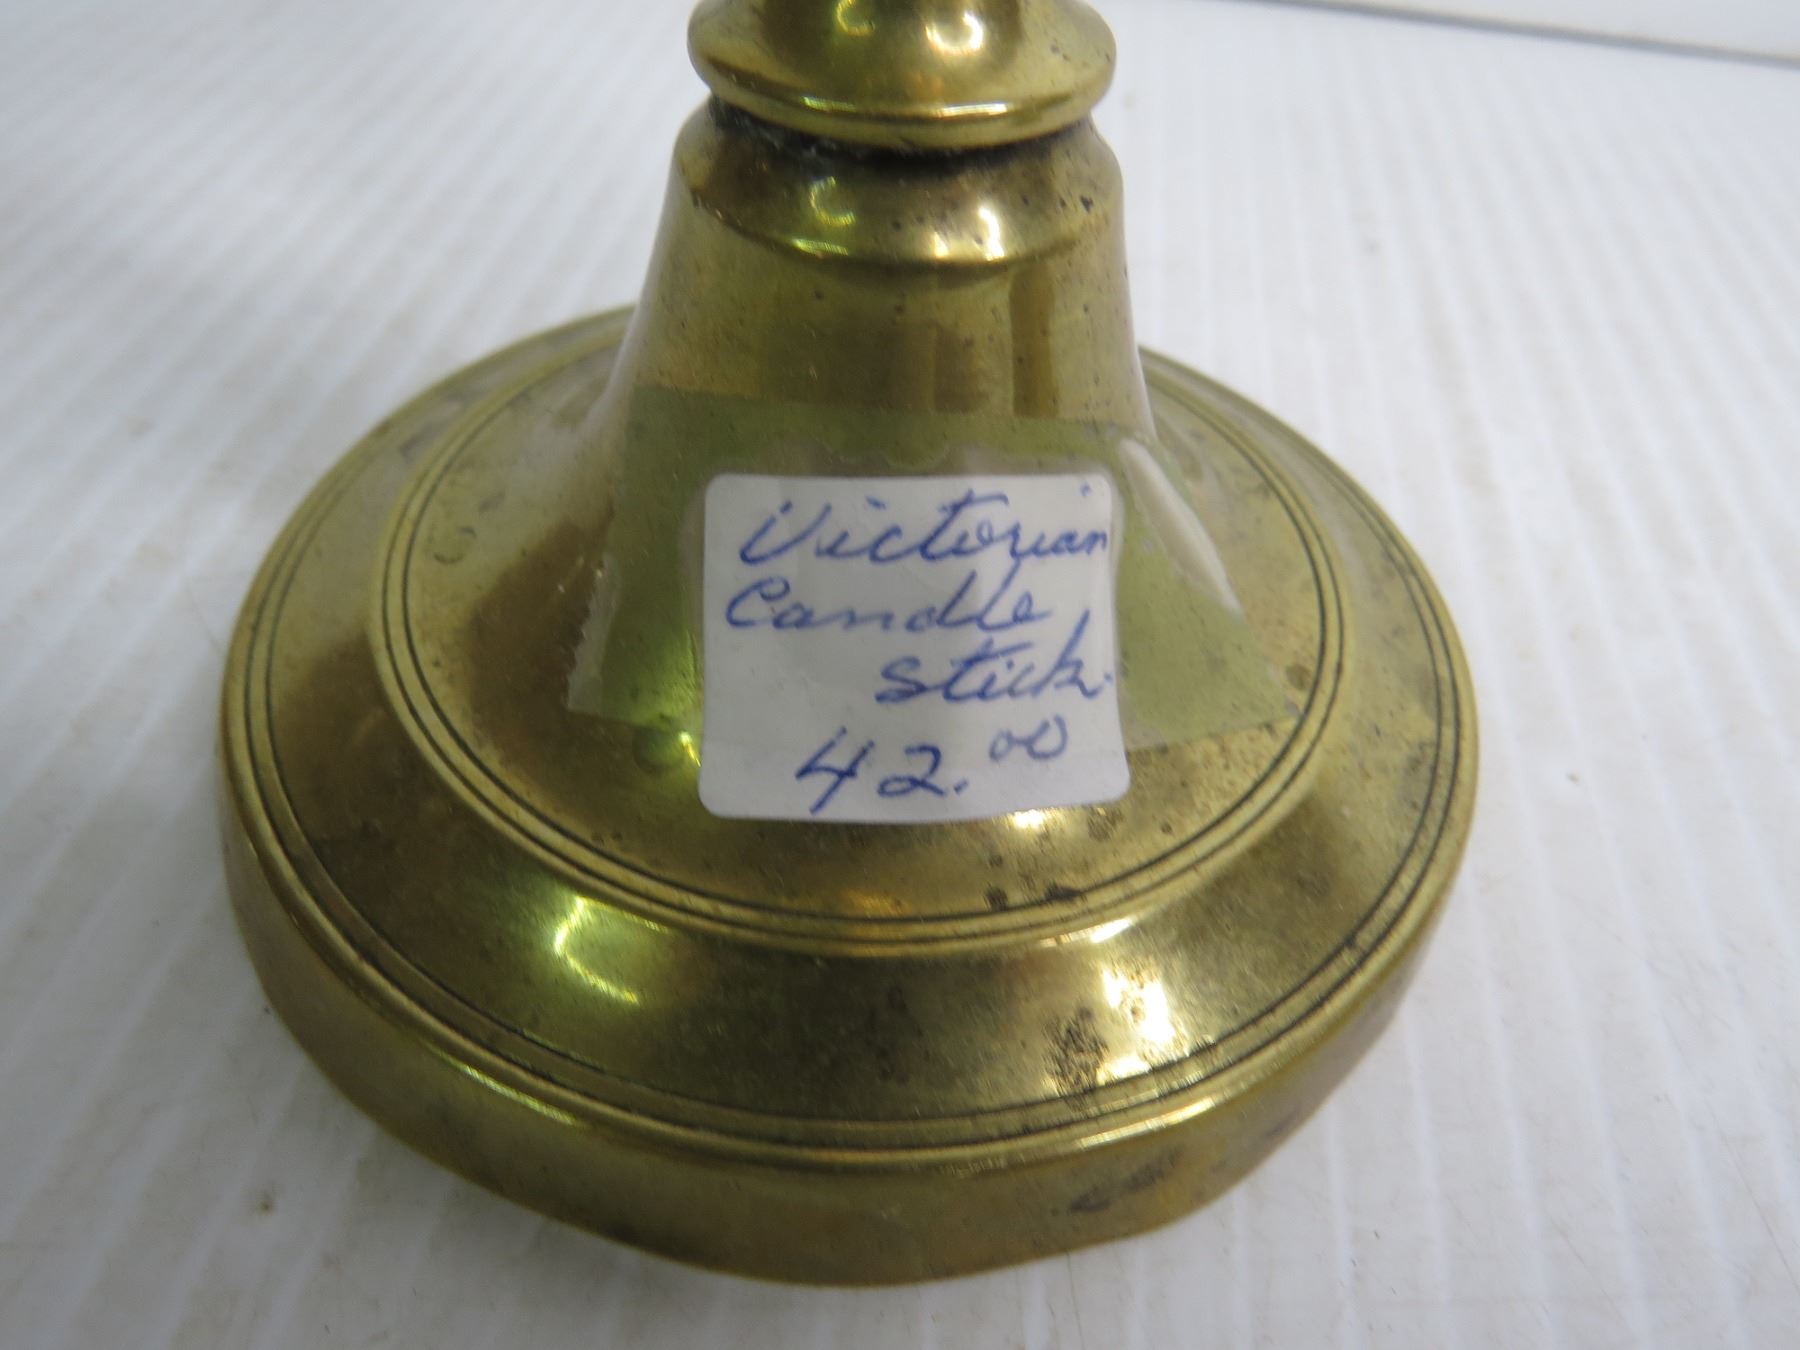 Victorian
Candle
stick.
42.00